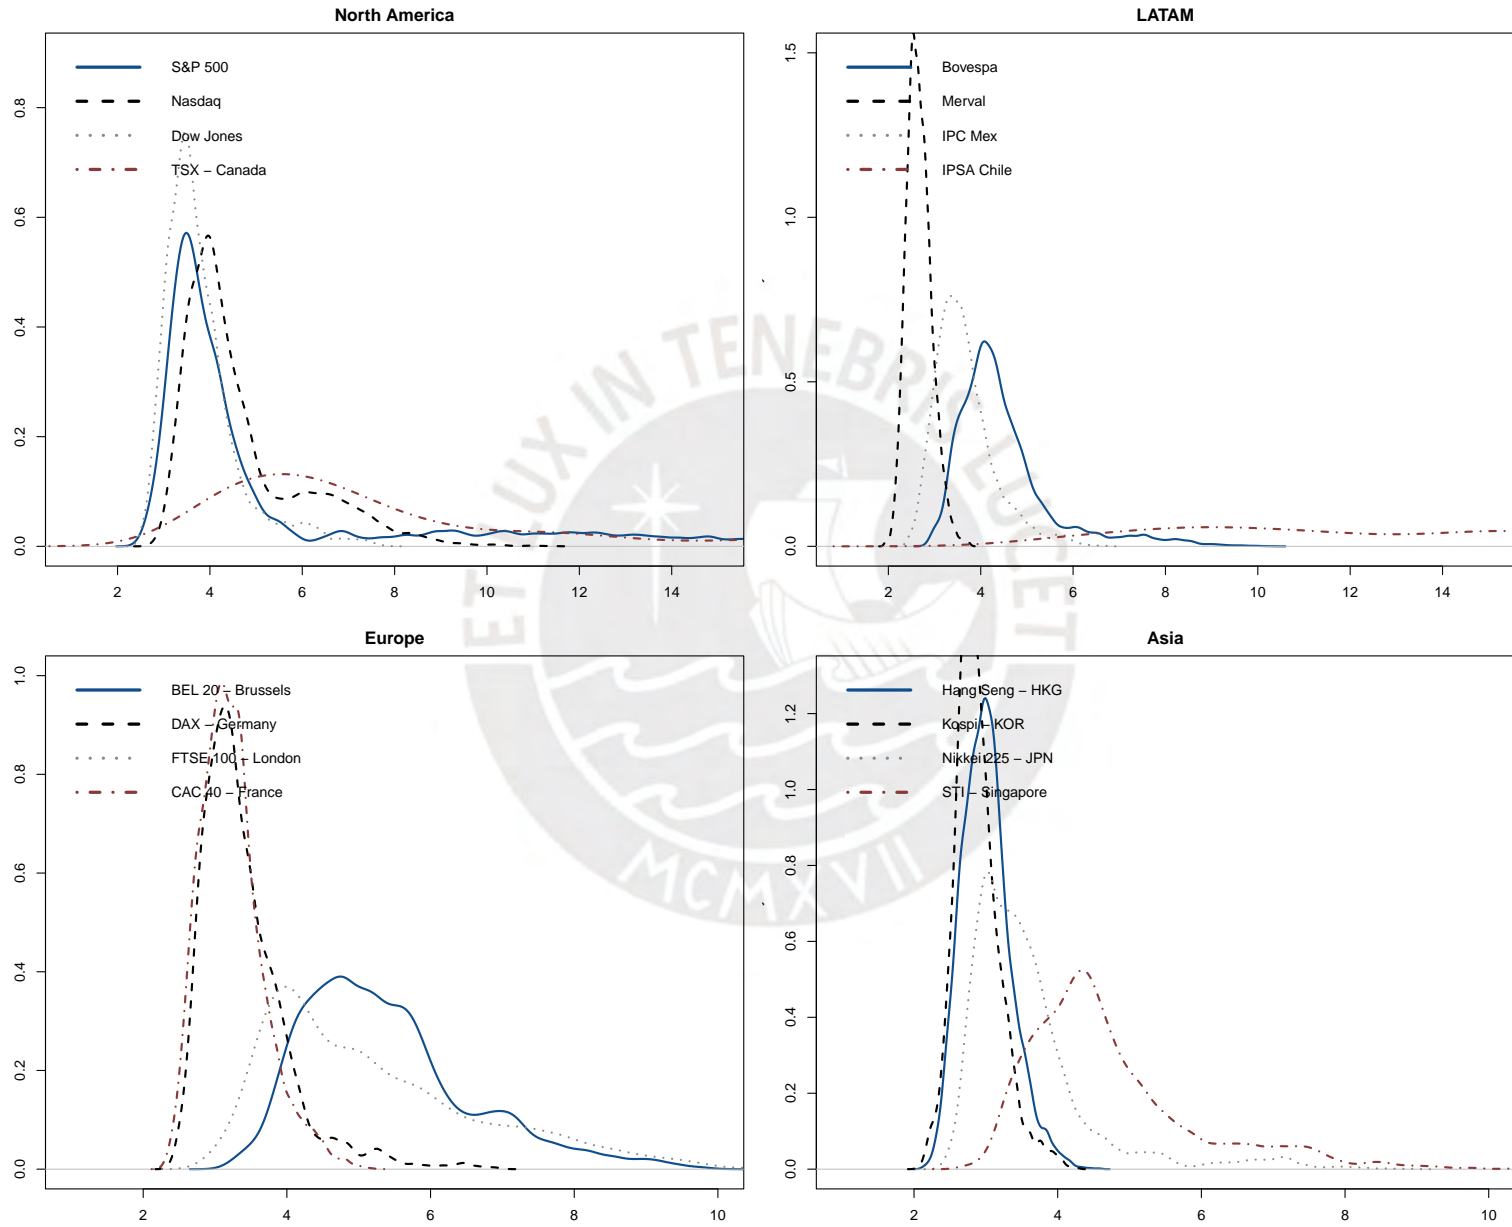 North America
S&P 500
Nasdaq
Dow Jones
TSX – Canada
0.8
0.6
0.4
0.2
0.0
2 4 6 8 10 12 14
LATAM
Bovespa
Merval
IPC Mex
IPSA Chile
1.5
1.0
0.5
0.0
2 4 6 8 10 12 14
Europe
BEL 20 – Brussels
DAX – Germany
FTSE 100 – London
CAC 40 – France
1.0
0.8
0.6
0.4
0.2
0.0
2 4 6 8 10
Asia
Hang Seng – HKG
Kospi – KOR
Nikkei 225 – JPN
STI – Singapore
1.2
1.0
0.8
0.6
0.4
0.2
0.0
2 4 6 8 10
ET LUX IN TENEBRIS LUCET
MCMXVII